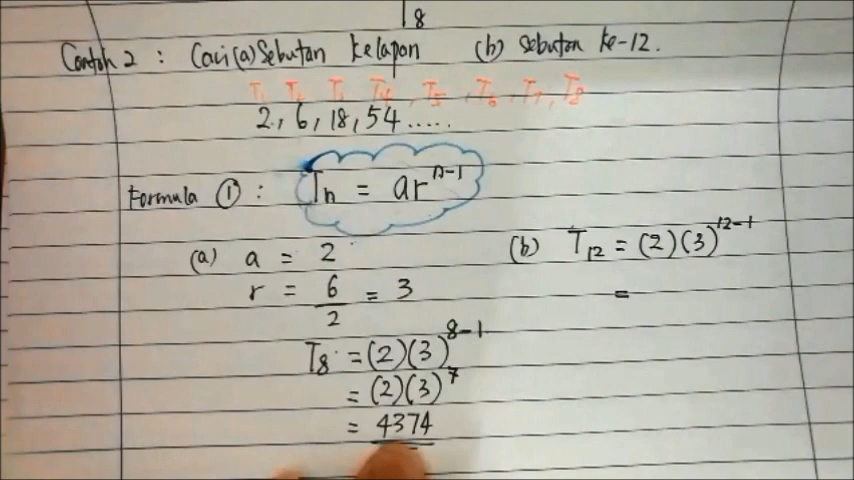 T8
Contoh 2 : Cari (a) Sebutan kelapan (b) sebutan ke-12.
T1 T2 T3 T4, T5, T6, T7, T8
2, 6, 18, 54 .....
Formula ① : Tn = ar^n-1
(a) a = 2
r = 6/2 = 3
T8 = (2)(3)^8-1
= (2)(3)^7
= 4374
(b) T12 = (2)(3)^12-1
=